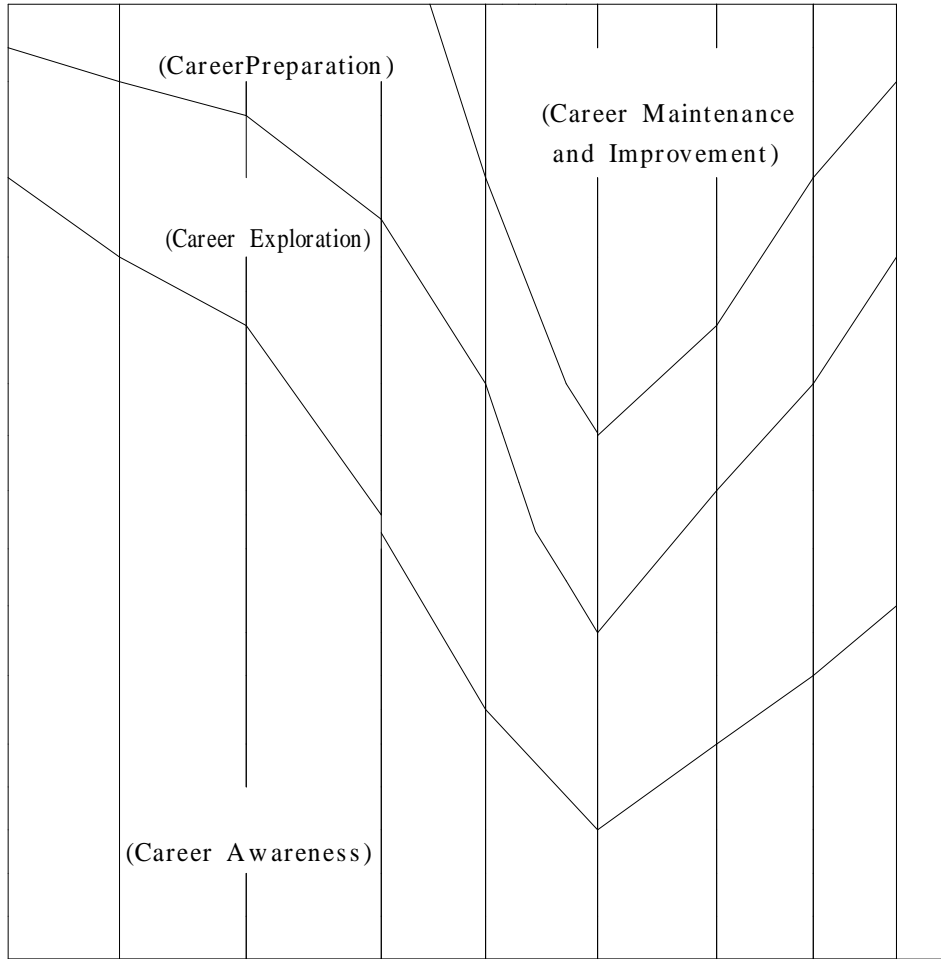 (CareerPreparation)
(Career Maintenance
and Improvement)
(Career Exploration)
(Career Awareness)